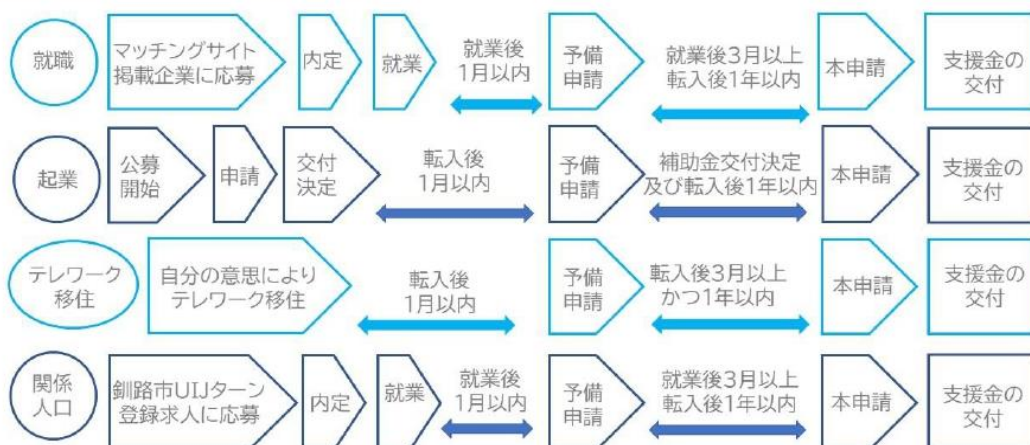 就職
マッチングサイト
掲載企業に応募
内定
就業
就業後
1月以内
予備
申請
就業後3月以上
転入後1年以内
本申請
支援金の
交付
起業
公募
開始
申請
交付
決定
転入後
1月以内
予備
申請
補助金交付決定
及び転入後1年以内
本申請
支援金の
交付
テレワーク
移住
自分の意思により
テレワーク移住
転入後
1月以内
予備
申請
転入後3月以上
かつ1年以内
本申請
支援金の
交付
関係
人口
釧路市UIJターン
登録求人に応募
内定
就業
就業後
1月以内
予備
申請
就業後3月以上
転入後1年以内
本申請
支援金の
交付